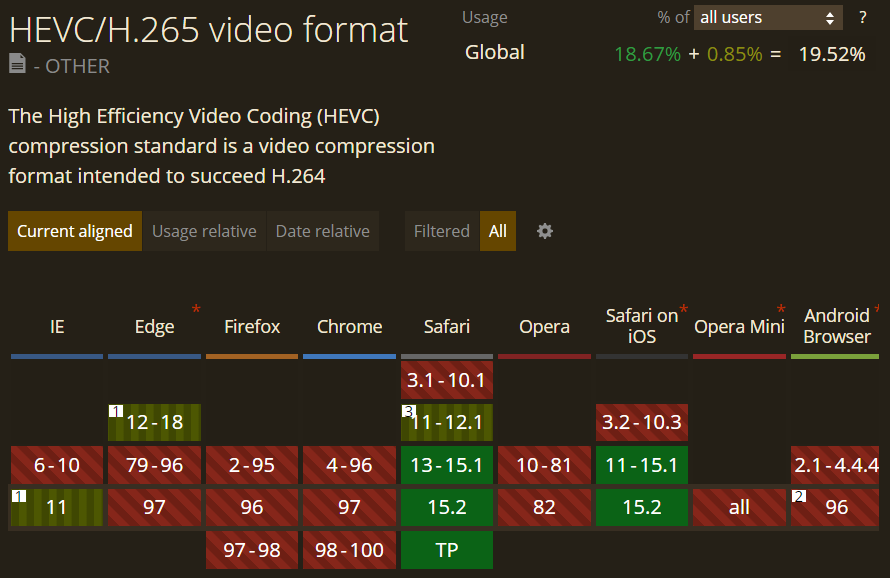 HEVC/H.265 video format
- OTHER
Usage % of all users ?
Global 18.67% + 0.85% = 19.52%
The High Efficiency Video Coding (HEVC)
compression standard is a video compression
format intended to succeed H.264
Current aligned Usage relative Date relative Filtered All
IE Edge * Firefox Chrome Safari Opera Safari on iOS * Opera Mini * Android Browser *
3.1-10.1
1 12-18 3 11-12.1 3.2-10.3
6-10 79-96 2-95 4-96 13-15.1 10-81 11-15.1 2.1-4.4.4
1 11 97 96 97 15.2 82 15.2 all 2 96
97-98 98-100 TP